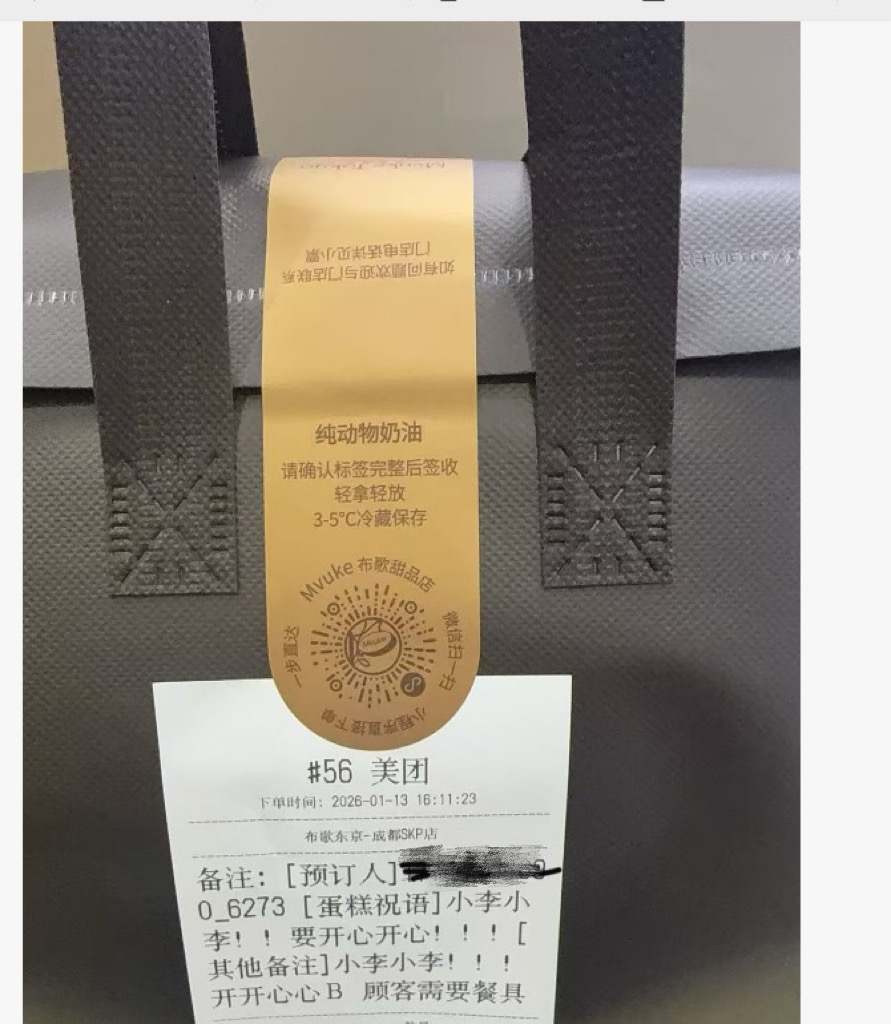 Mvuke Tokyo
如有问题欢迎与门店联系
门店电话详见小票
纯动物奶油
请确认标签完整后签收
轻拿轻放
3-5℃冷藏保存
Mvuke 布歌甜品店
一步直达
微信扫一扫
小程序直接下单
Mvuke
#56 美团
下单时间: 2026-01-13 16:11:23
布歌东京-成都SKP店
备注: [预订人]
0_6273 [蛋糕祝语]小李小
李! ! 要开心开心! ! ! [
其他备注]小李小李! ! !
开开心心B 顾客需要餐具